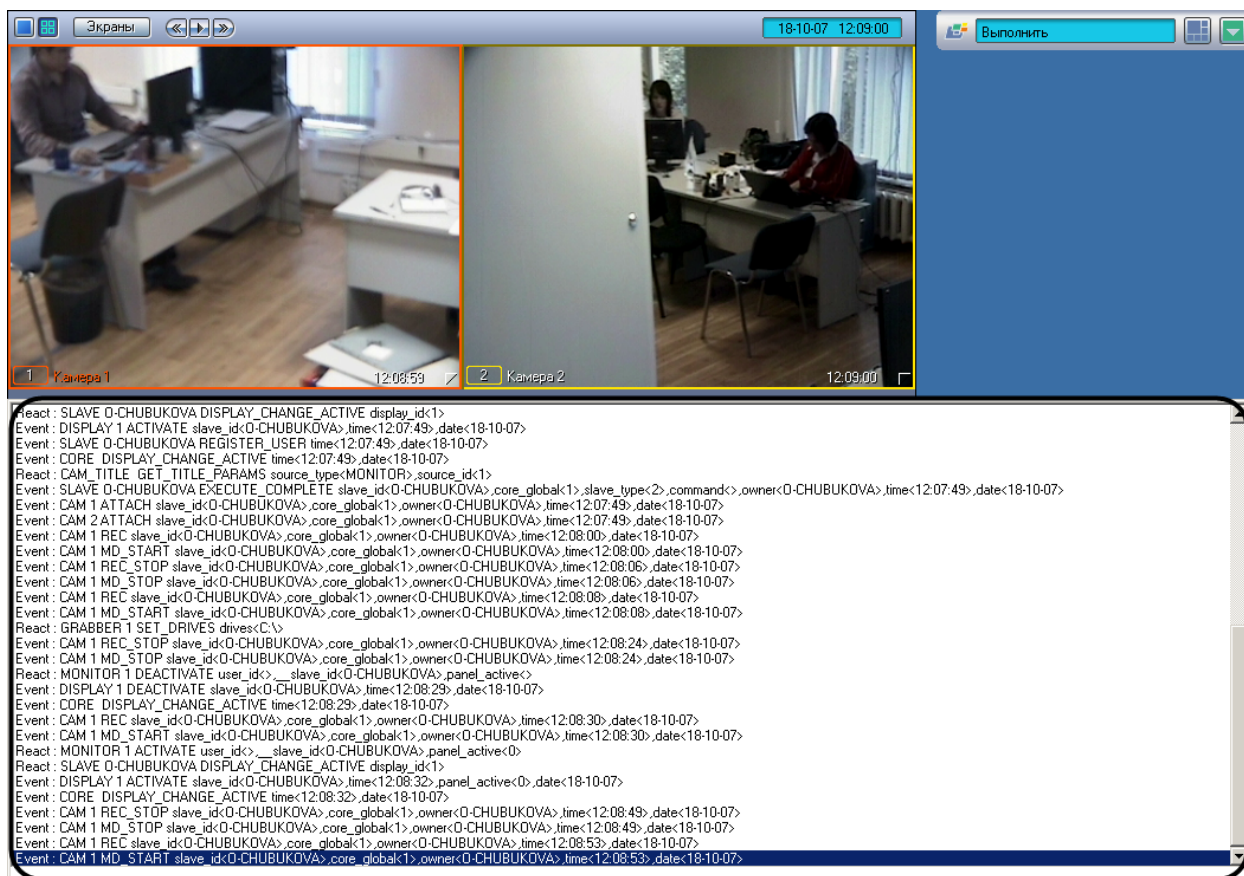 Экраны
18-10-07 12:09:00
Выполнить
1 Камера 1 12:08:59
2 Камера 2 12:09:00
React : SLAVE O-CHUBUKOVA DISPLAY_CHANGE_ACTIVE display_id<1>
Event : DISPLAY 1 ACTIVATE slave_id<O-CHUBUKOVA>,time<12:07:49>,date<18-10-07>
Event : SLAVE O-CHUBUKOVA REGISTER_USER time<12:07:49>,date<18-10-07>
Event : CORE  DISPLAY_CHANGE_ACTIVE time<12:07:49>,date<18-10-07>
React : CAM_TITLE  GET_TITLE_PARAMS source_type<MONITOR>,source_id<1>
Event : SLAVE O-CHUBUKOVA EXECUTE_COMPLETE slave_id<O-CHUBUKOVA>,core_global<1>,slave_type<2>,command<>,owner<O-CHUBUKOVA>,time<12:07:49>,date<18-10-07>
Event : CAM 1 ATTACH slave_id<O-CHUBUKOVA>,core_global<1>,owner<O-CHUBUKOVA>,time<12:07:49>,date<18-10-07>
Event : CAM 2 ATTACH slave_id<O-CHUBUKOVA>,core_global<1>,owner<O-CHUBUKOVA>,time<12:07:49>,date<18-10-07>
Event : CAM 1 REC slave_id<O-CHUBUKOVA>,core_global<1>,owner<O-CHUBUKOVA>,time<12:08:00>,date<18-10-07>
Event : CAM 1 MD_START slave_id<O-CHUBUKOVA>,core_global<1>,owner<O-CHUBUKOVA>,time<12:08:00>,date<18-10-07>
Event : CAM 1 REC_STOP slave_id<O-CHUBUKOVA>,core_global<1>,owner<O-CHUBUKOVA>,time<12:08:06>,date<18-10-07>
Event : CAM 1 MD_STOP slave_id<O-CHUBUKOVA>,core_global<1>,owner<O-CHUBUKOVA>,time<12:08:06>,date<18-10-07>
Event : CAM 1 REC slave_id<O-CHUBUKOVA>,core_global<1>,owner<O-CHUBUKOVA>,time<12:08:08>,date<18-10-07>
Event : CAM 1 MD_START slave_id<O-CHUBUKOVA>,core_global<1>,owner<O-CHUBUKOVA>,time<12:08:08>,date<18-10-07>
React : GRABBER 1 SET_DRIVES drives<C:\>
Event : CAM 1 REC_STOP slave_id<O-CHUBUKOVA>,core_global<1>,owner<O-CHUBUKOVA>,time<12:08:24>,date<18-10-07>
Event : CAM 1 MD_STOP slave_id<O-CHUBUKOVA>,core_global<1>,owner<O-CHUBUKOVA>,time<12:08:24>,date<18-10-07>
React : MONITOR 1 DEACTIVATE user_id<>,__slave_id<O-CHUBUKOVA>,panel_active<>
Event : DISPLAY 1 DEACTIVATE slave_id<O-CHUBUKOVA>,time<12:08:29>,date<18-10-07>
Event : CORE  DISPLAY_CHANGE_ACTIVE time<12:08:29>,date<18-10-07>
Event : CAM 1 REC slave_id<O-CHUBUKOVA>,core_global<1>,owner<O-CHUBUKOVA>,time<12:08:30>,date<18-10-07>
Event : CAM 1 MD_START slave_id<O-CHUBUKOVA>,core_global<1>,owner<O-CHUBUKOVA>,time<12:08:30>,date<18-10-07>
React : MONITOR 1 ACTIVATE user_id<>,__slave_id<O-CHUBUKOVA>,panel_active<0>
React : SLAVE O-CHUBUKOVA DISPLAY_CHANGE_ACTIVE display_id<1>
Event : DISPLAY 1 ACTIVATE slave_id<O-CHUBUKOVA>,time<12:08:32>,panel_active<0>,date<18-10-07>
Event : CORE  DISPLAY_CHANGE_ACTIVE time<12:08:32>,date<18-10-07>
Event : CAM 1 REC_STOP slave_id<O-CHUBUKOVA>,core_global<1>,owner<O-CHUBUKOVA>,time<12:08:49>,date<18-10-07>
Event : CAM 1 MD_STOP slave_id<O-CHUBUKOVA>,core_global<1>,owner<O-CHUBUKOVA>,time<12:08:49>,date<18-10-07>
Event : CAM 1 REC slave_id<O-CHUBUKOVA>,core_global<1>,owner<O-CHUBUKOVA>,time<12:08:53>,date<18-10-07>
Event : CAM 1 MD_START slave_id<O-CHUBUKOVA>,core_global<1>,owner<O-CHUBUKOVA>,time<12:08:53>,date<18-10-07>